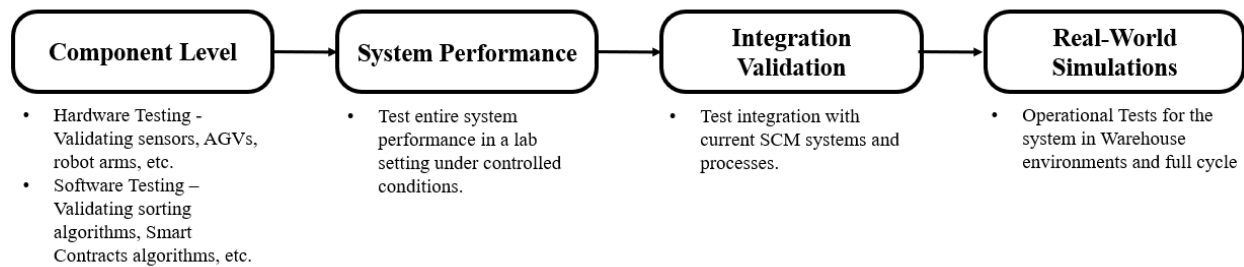 Component Level
System Performance
Integration
Validation
Real-World
Simulations
• Hardware Testing -
Validating sensors, AGVs,
robot arms, etc.
• Software Testing –
Validating sorting
algorithms, Smart
Contracts algorithms, etc.
• Test entire system
performance in a lab
setting under controlled
conditions.
• Test integration with
current SCM systems and
processes.
• Operational Tests for the
system in Warehouse
environments and full cycle